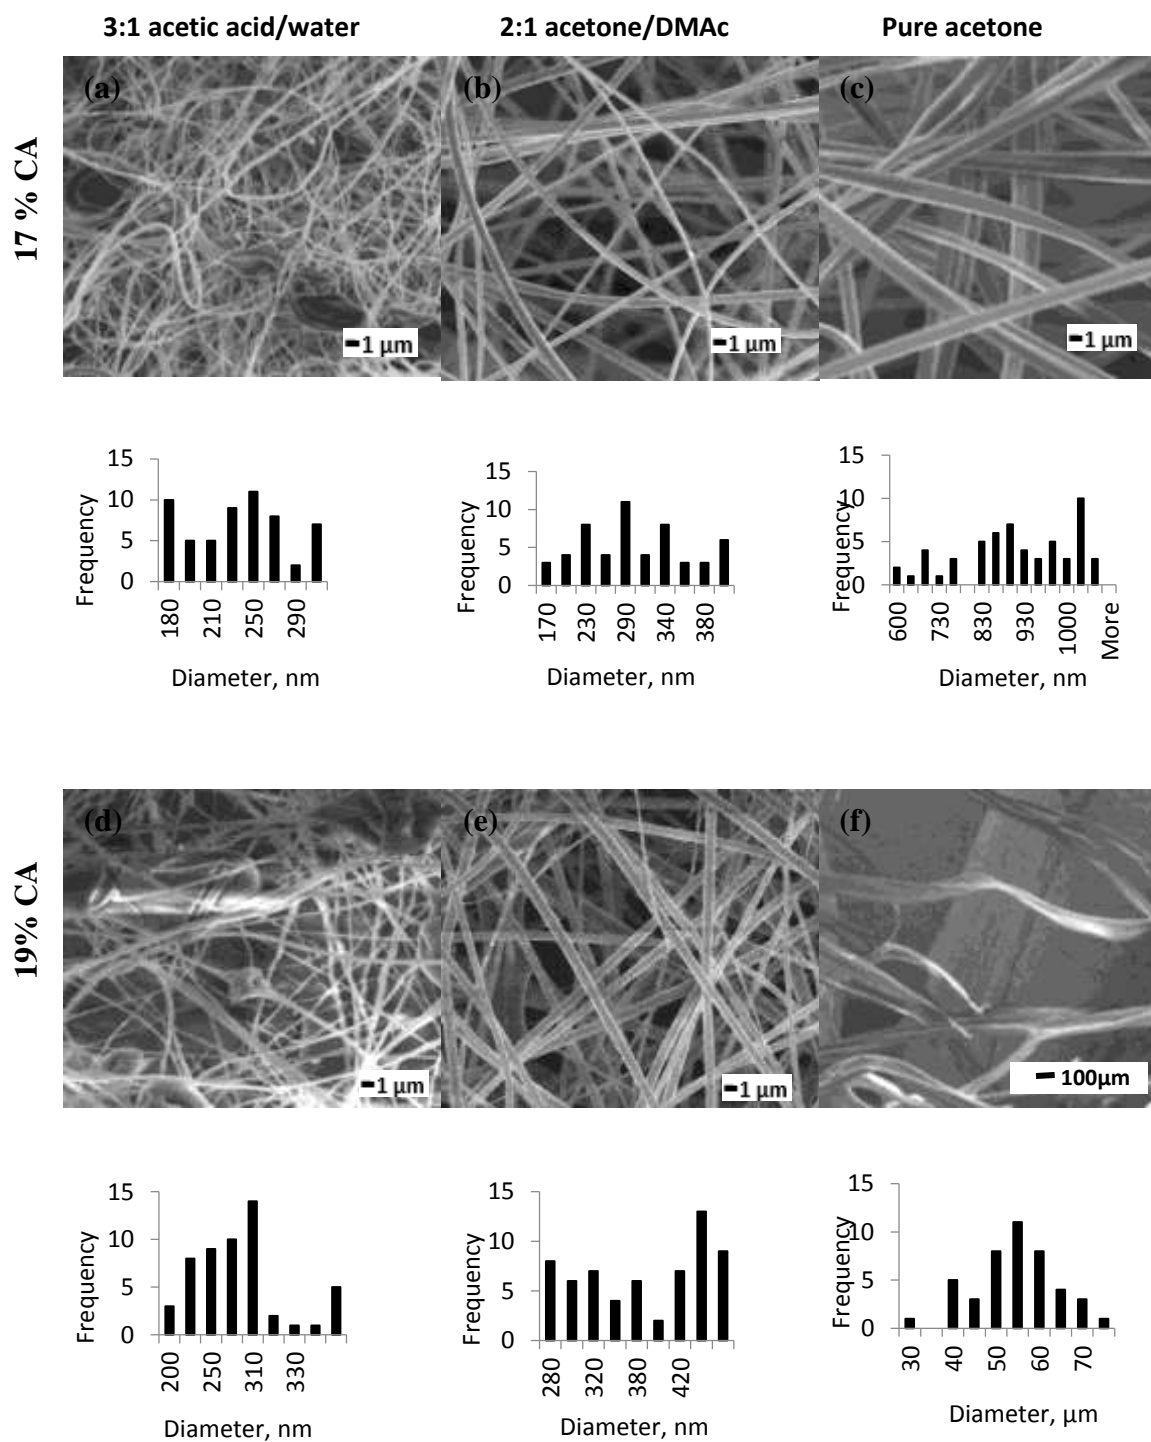 3:1 acetic acid/water 2:1 acetone/DMAc Pure acetone
17 % CA
(a) (b) (c)
1 µm 1 µm 1 µm
15 15 15
10 10 10
5 5 5
0 0 0
Frequency Frequency Frequency
180 210 250 290 170 230 290 340 380 600 730 830 930 1000 More
Diameter, nm Diameter, nm Diameter, nm
19% CA
(d) (e) (f)
1 µm 1 µm 100µm
15 15 15
10 10 10
5 5 5
0 0 0
Frequency Frequency Frequency
200 250 310 330 280 320 380 420 30 40 50 60 70
Diameter, nm Diameter, nm Diameter, µm